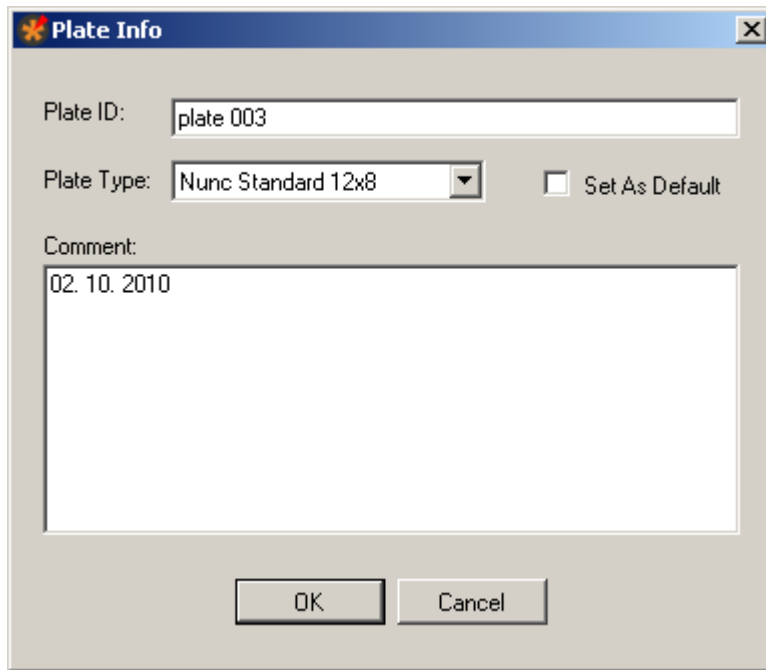 Plate Info
Plate ID: plate 003
Plate Type: Nunc Standard 12x8 Set As Default
Comment:
02. 10. 2010
OK Cancel